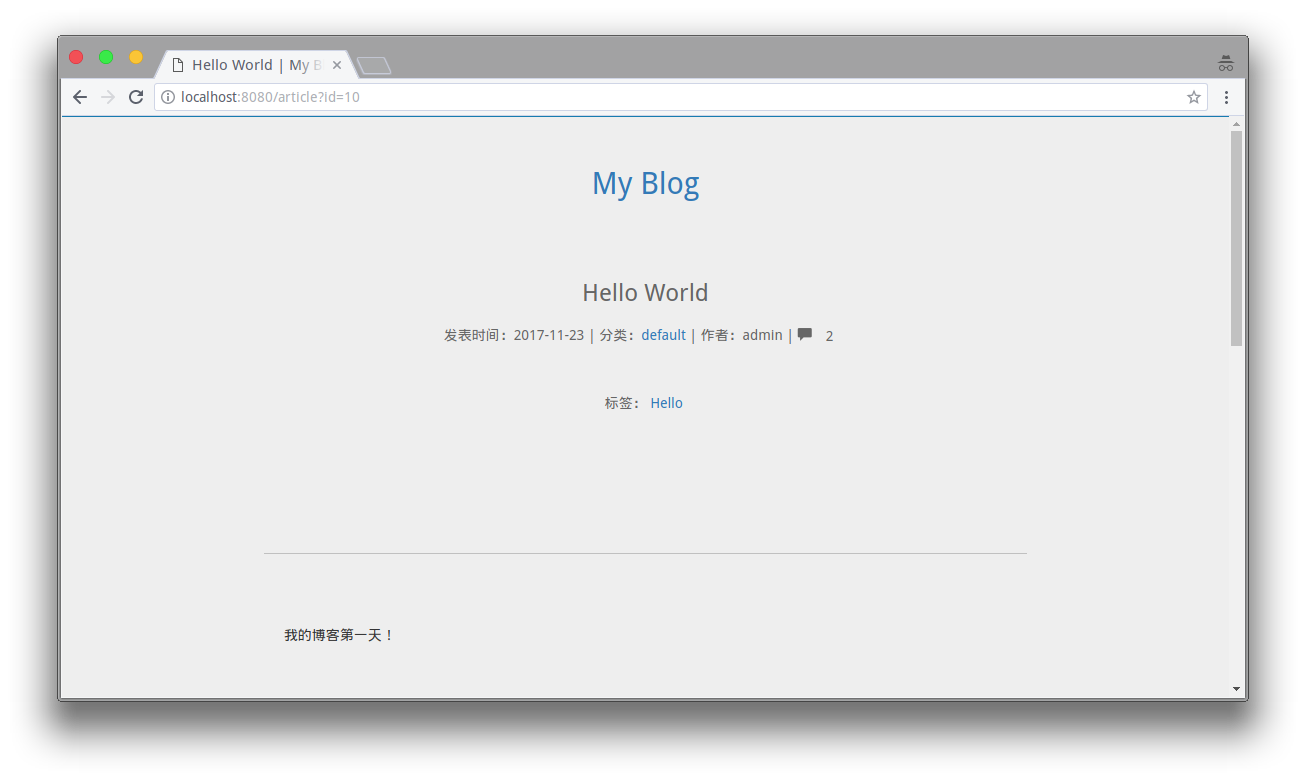 Hello World | My B
localhost:8080/article?id=10
My Blog
Hello World
发表时间：2017-11-23 | 分类：default | 作者：admin | 2
标签： Hello
我的博客第一天！